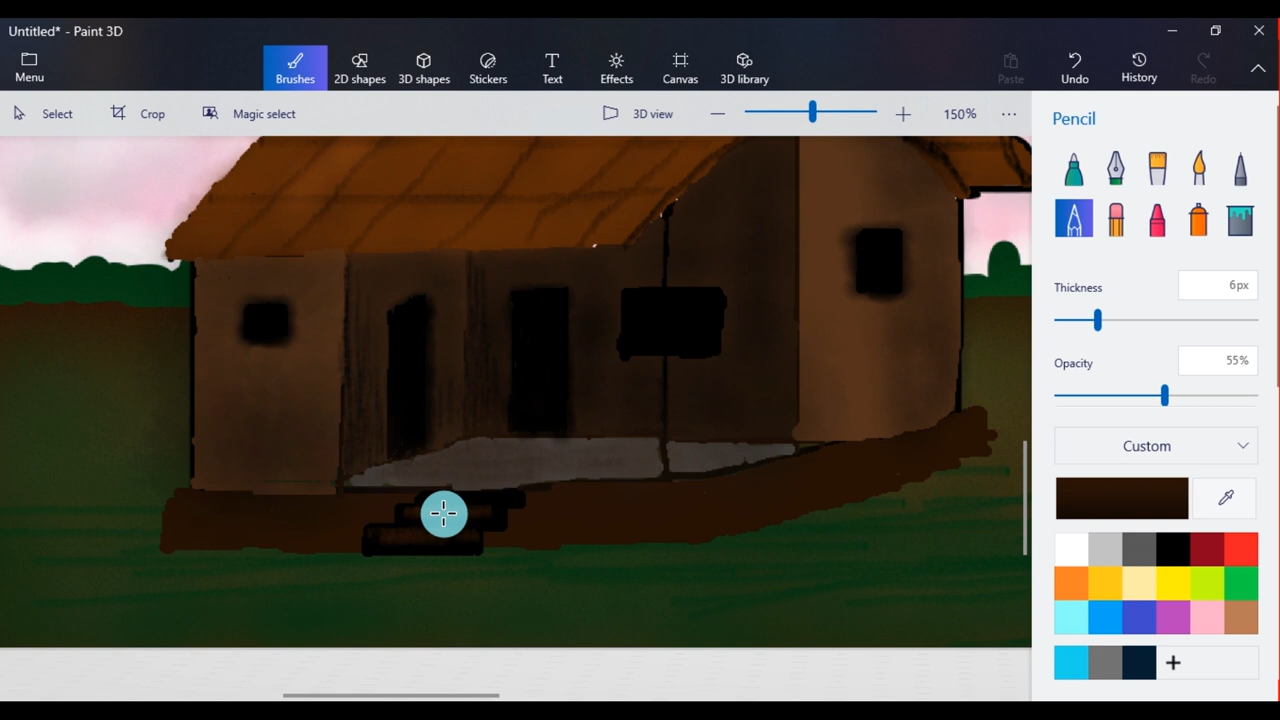 Untitled* - Paint 3D
Menu
Brushes
2D shapes
3D shapes
Stickers
Text
Effects
Canvas
3D library
Paste
Undo
History
Redo
Select
Crop
Magic select
3D view
150%
Pencil
Thickness
6px
Opacity
55%
Custom